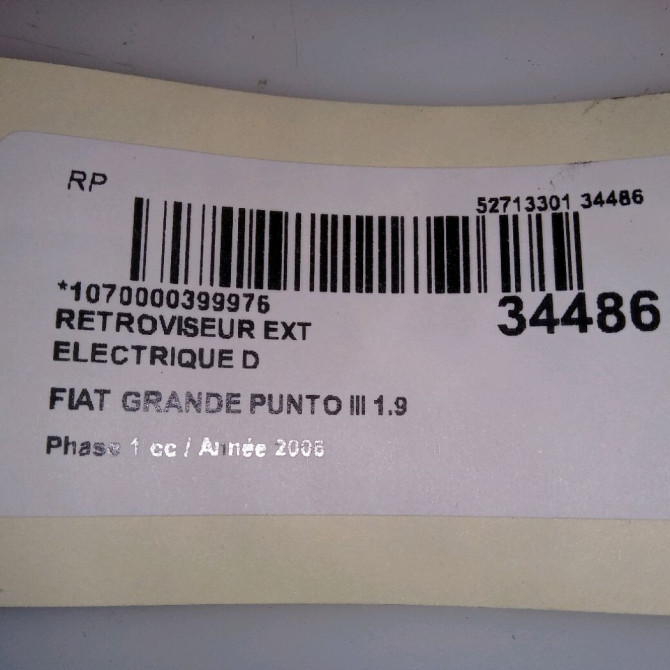 RP
52713301 34486
*1070000399976
34486
RETROVISEUR EXT
ELECTRIQUE D
FIAT GRANDE PUNTO III 1.9
Phase 1 cc / Année 2006